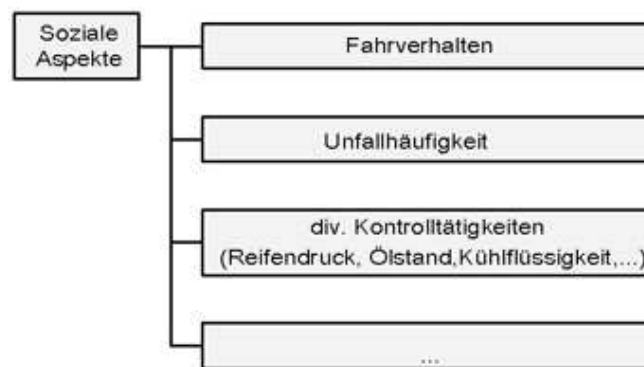 Soziale
Aspekte
Fahrverhalten
Unfallhäufigkeit
div. Kontrolltätigkeiten
(Reifendruck, Ölstand,Kühlflüssigkeit,...)
...